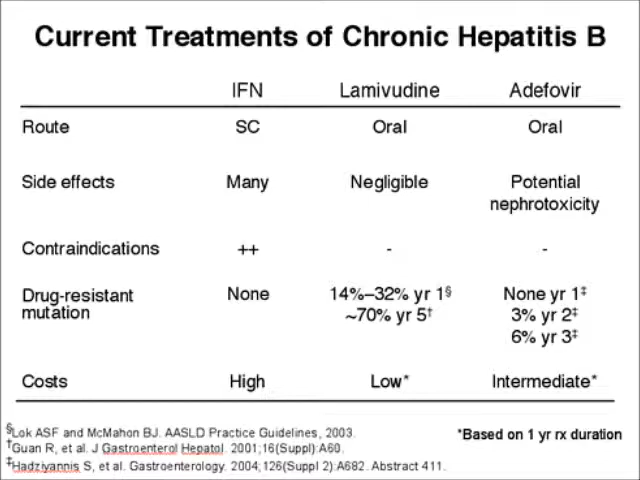 Current Treatments of Chronic Hepatitis B
IFN Lamivudine Adefovir
Route SC Oral Oral
Side effects Many Negligible Potential
nephrotoxicity
Contraindications ++ - -
Drug-resistant None 14%–32% yr 1§ None yr 1‡
mutation ~70% yr 5† 3% yr 2‡
6% yr 3‡
Costs High Low* Intermediate*
§Lok ASF and McMahon BJ. AASLD Practice Guidelines, 2003. *Based on 1 yr rx duration
†Guan R, et al. J Gastroenterol Hepatol. 2001;16(Suppl):A60.
‡Hadziyannis S, et al. Gastroenterology. 2004;126(Suppl 2):A682. Abstract 411.